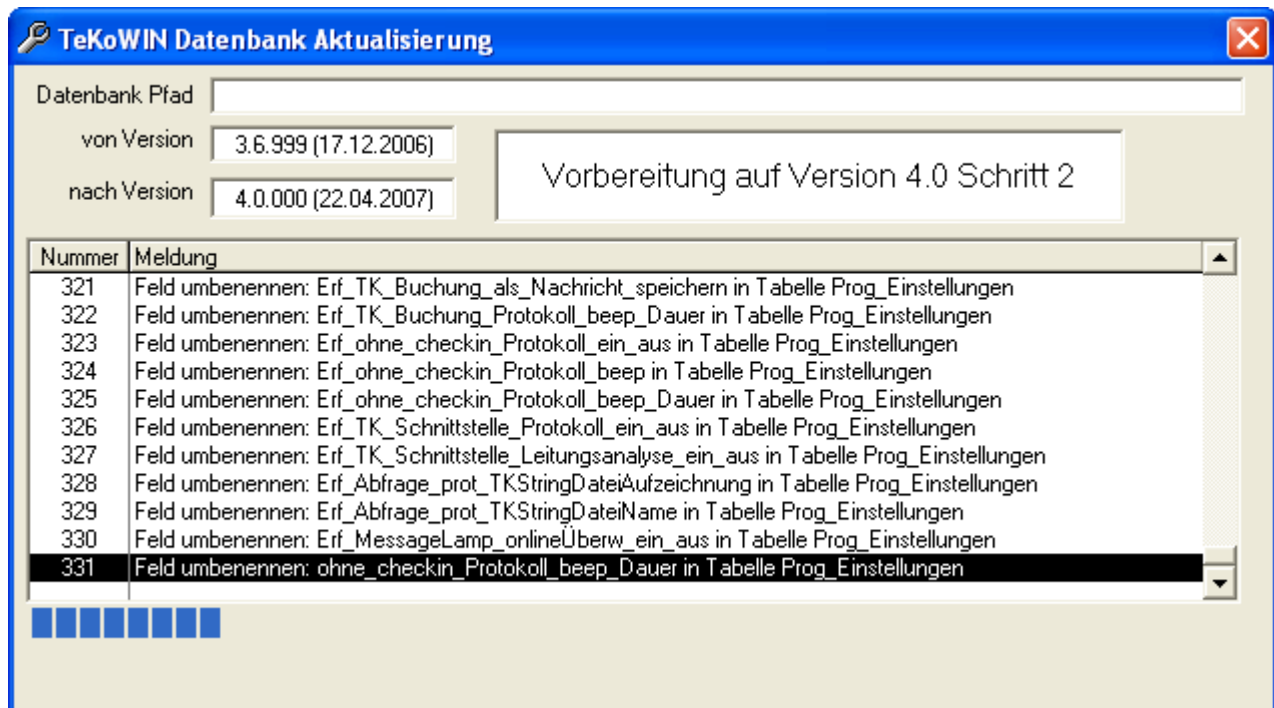 TeKoWIN Datenbank Aktualisierung
Datenbank Pfad
von Version 3.6.999 (17.12.2006)
Vorbereitung auf Version 4.0 Schritt 2
nach Version 4.0.000 (22.04.2007)
Nummer Meldung
321 Feld umbenennen: Erf_TK_Buchung_als_Nachricht_speichern in Tabelle Prog_Einstellungen
322 Feld umbenennen: Erf_TK_Buchung_Protokoll_beep_Dauer in Tabelle Prog_Einstellungen
323 Feld umbenennen: Erf_ohne_checkin_Protokoll_ein_aus in Tabelle Prog_Einstellungen
324 Feld umbenennen: Erf_ohne_checkin_Protokoll_beep in Tabelle Prog_Einstellungen
325 Feld umbenennen: Erf_ohne_checkin_Protokoll_beep_Dauer in Tabelle Prog_Einstellungen
326 Feld umbenennen: Erf_TK_Schnittstelle_Protokoll_ein_aus in Tabelle Prog_Einstellungen
327 Feld umbenennen: Erf_TK_Schnittstelle_Leitungsanalyse_ein_aus in Tabelle Prog_Einstellungen
328 Feld umbenennen: Erf_Abfrage_prot_TKStringDateiAufzeichnung in Tabelle Prog_Einstellungen
329 Feld umbenennen: Erf_Abfrage_prot_TKStringDateiName in Tabelle Prog_Einstellungen
330 Feld umbenennen: Erf_MessageLamp_onlineÜberw_ein_aus in Tabelle Prog_Einstellungen
331 Feld umbenennen: ohne_checkin_Protokoll_beep_Dauer in Tabelle Prog_Einstellungen